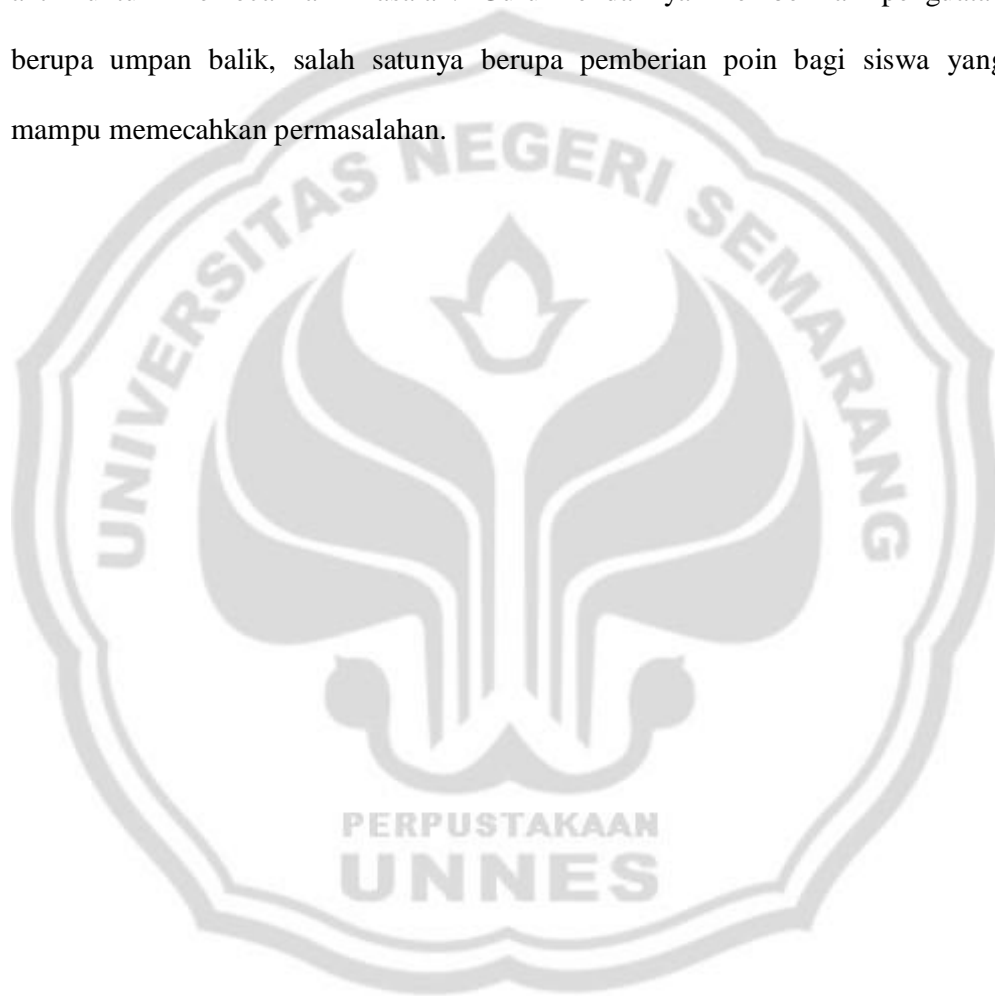 berupa umpan balik, salah satunya berupa pemberian poin bagi siswa yang
mampu memecahkan permasalahan.
UNIVERSITAS NEGERI SEMARANG
PERPUSTAKAAN
UNNES